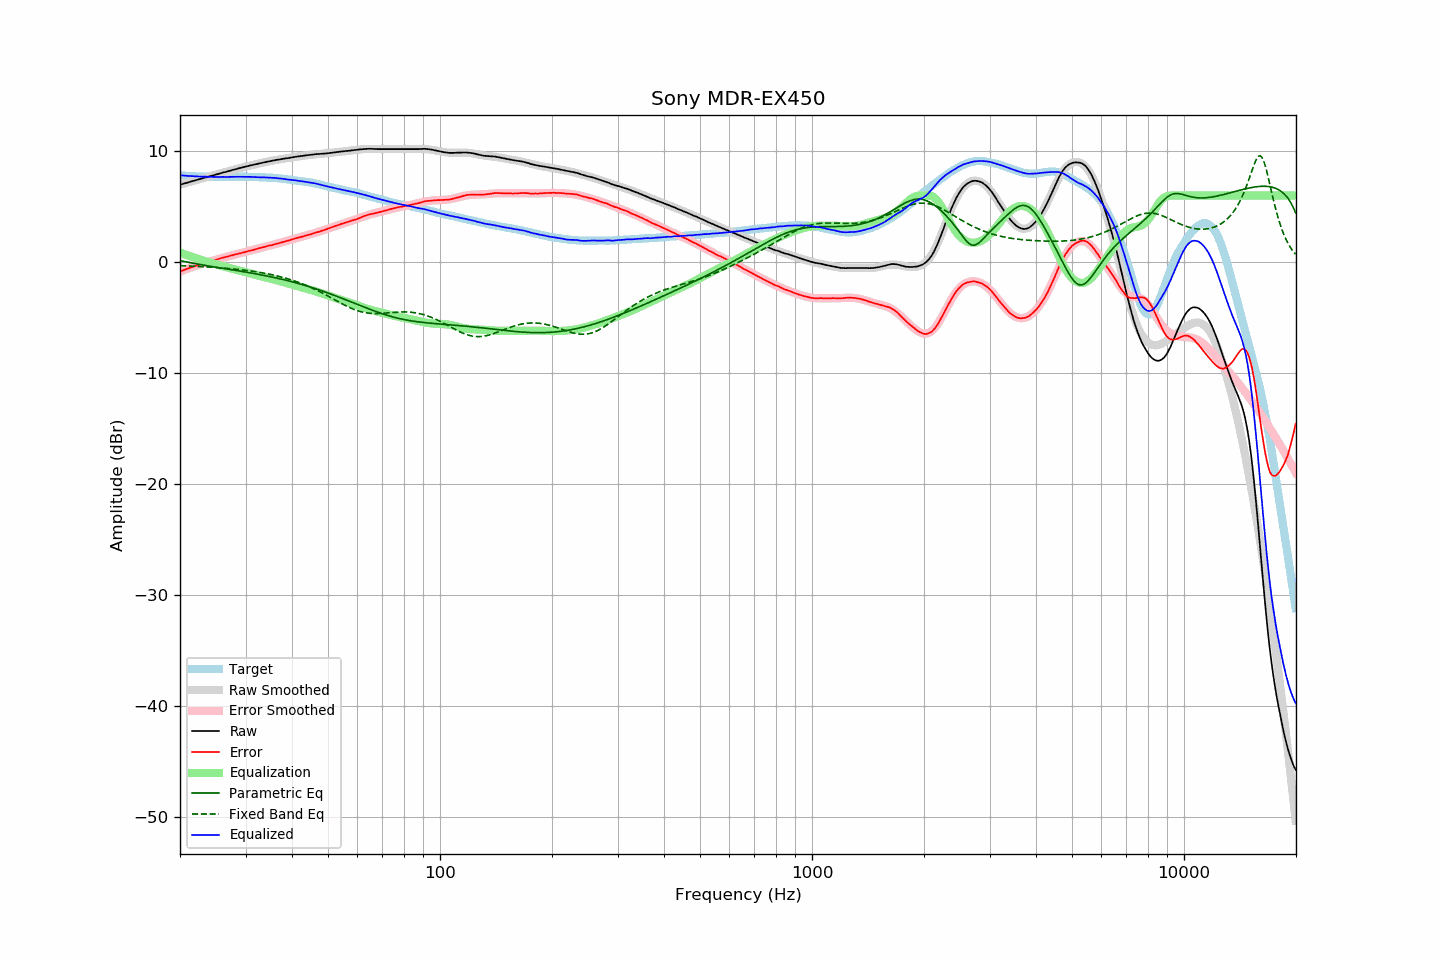 Sony MDR-EX450
Amplitude (dBr)
10
0
−10
−20
−30
−40
−50
Target
Raw Smoothed
Error Smoothed
Raw
Error
Equalization
Parametric Eq
Fixed Band Eq
Equalized
100
1000
10000
Frequency (Hz)